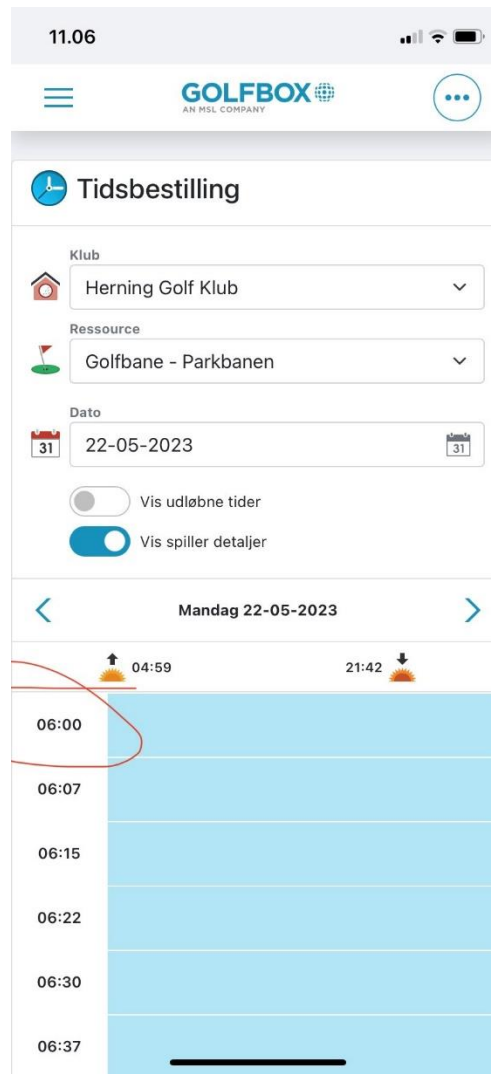 11.06
GOLFBOX
AN MSL COMPANY
Tidsbestilling
Klub
Herning Golf Klub
Ressource
Golfbane - Parkbanen
Dato
31
22-05-2023
31
Vis udløbne tider
Vis spiller detaljer
Mandag 22-05-2023
04:59
21:42
06:00
06:07
06:15
06:22
06:30
06:37